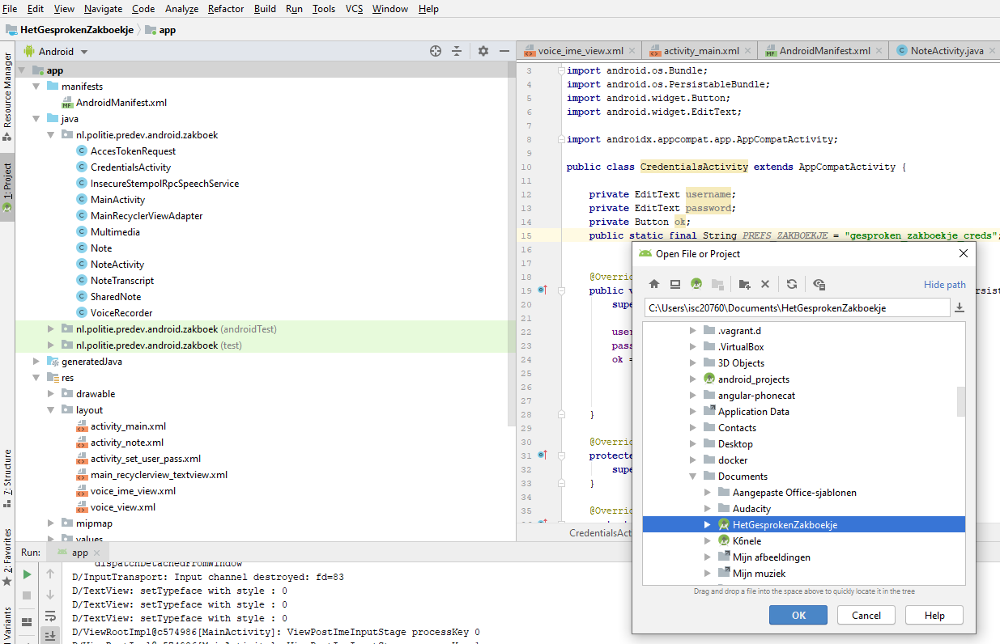 File Edit View Navigate Code Analyze Refactor Build Run Tools VCS Window Help
HetGesprokenZakboekje app
Resource Manager
1: Project
7: Structure
2: Favorites
Variants
Android
app
manifests
AndroidManifest.xml
java
nl.politie.predev.android.zakboek
AccesTokenRequest
CredentialsActivity
InsecureStempolRpcSpeechService
MainActivity
MainRecyclerViewAdapter
Multimedia
Note
NoteActivity
NoteTranscript
SharedNote
VoiceRecorder
nl.politie.predev.android.zakboek (androidTest)
nl.politie.predev.android.zakboek (test)
generatedJava
res
drawable
layout
activity_main.xml
activity_note.xml
activity_set_user_pass.xml
main_recyclerview_textview.xml
voice_ime_view.xml
voice_view.xml
mipmap
values
voice_ime_view.xml activity_main.xml AndroidManifest.xml NoteActivity.java
3 import android.os.Bundle;
4 import android.os.PersistableBundle;
5 import android.widget.Button;
6 import android.widget.EditText;
7
8 import androidx.appcompat.app.AppCompatActivity;
9
10 public class CredentialsActivity extends AppCompatActivity {
11
12 private EditText username;
13 private EditText password;
14 private Button ok;
15 public static final String PREFS_ZAKBOEKJE = "gesproken_zakboekje_creds";
16
17
18 @Overri
19 public v sist
20 supe
21
22 user
23 pass
24 ok =
25
26
27
28 }
29
30 @Overri
31 protecte
32 supe
33 }
34
35 @Overri
CredentialsAct
Open File or Project
Hide path
C:\Users\isc20760\Documents\HetGesprokenZakboekje
.vagrant.d
.VirtualBox
3D Objects
android_projects
angular-phonecat
Application Data
Contacts
Desktop
docker
Documents
Aangepaste Office-sjablonen
Audacity
HetGesprokenZakboekje
K6nele
Mijn afbeeldingen
Mijn muziek
Drag and drop a file into the space above to quickly locate it in the tree
OK Cancel Help
Run: app
dispatchDetachedFromWindow
D/InputTransport: Input channel destroyed: fd=83
D/TextView: setTypeface with style : 0
D/TextView: setTypeface with style : 0
D/TextView: setTypeface with style : 0
D/ViewRootImpl@c574986[MainActivity]: ViewPostImeInputStage processKey 0